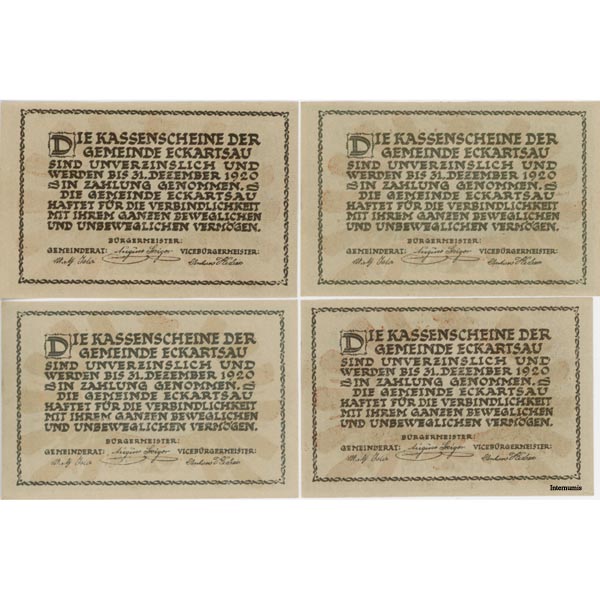 DIE KASSENSCHEINE DER
GEMEINDE ECKARTSAU
SIND UNVEREINSLICH UND
WERDEN BIS 31. DEZEMBER 1920
IN ZAHLUNG GENOMMEN.
DIE GEMEINDE ECKARTSAU
HAFTET FÜR DIE VERBINDLICHKEIT
MIT IHREM GANZEN BEWEGLICHEN
UND UNBEWEGLICHEN VERMÖGEN.
BÜRGERMEISTER:
GEMEINDERAT: VICEBÜRGERMEISTER:
DIE KASSENSCHEINE DER
GEMEINDE ECKARTSAU
SIND UNVEREINSLICH UND
WERDEN BIS 31. DEZEMBER 1920
IN ZAHLUNG GENOMMEN.
DIE GEMEINDE ECKARTSAU
HAFTET FÜR DIE VERBINDLICHKEIT
MIT IHREM GANZEN BEWEGLICHEN
UND UNBEWEGLICHEN VERMÖGEN.
BÜRGERMEISTER:
GEMEINDERAT: VICEBÜRGERMEISTER:
DIE KASSENSCHEINE DER
GEMEINDE ECKARTSAU
SIND UNVEREINSLICH UND
WERDEN BIS 31. DEZEMBER 1920
IN ZAHLUNG GENOMMEN.
DIE GEMEINDE ECKARTSAU
HAFTET FÜR DIE VERBINDLICHKEIT
MIT IHREM GANZEN BEWEGLICHEN
UND UNBEWEGLICHEN VERMÖGEN.
BÜRGERMEISTER:
GEMEINDERAT: VICEBÜRGERMEISTER:
DIE KASSENSCHEINE DER
GEMEINDE ECKARTSAU
SIND UNVEREINSLICH UND
WERDEN BIS 31. DEZEMBER 1920
IN ZAHLUNG GENOMMEN.
DIE GEMEINDE ECKARTSAU
HAFTET FÜR DIE VERBINDLICHKEIT
MIT IHREM GANZEN BEWEGLICHEN
UND UNBEWEGLICHEN VERMÖGEN.
BÜRGERMEISTER:
GEMEINDERAT: VICEBÜRGERMEISTER:
Internumis